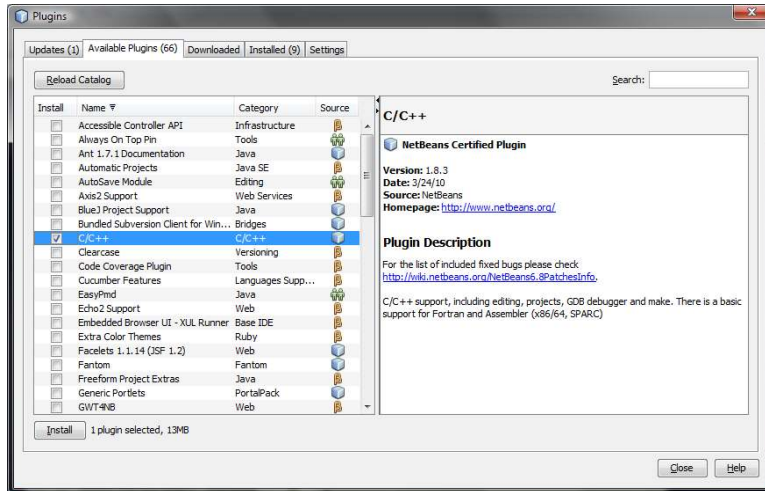 Plugins
Updates (1) Available Plugins (66) Downloaded Installed (9) Settings
Reload Catalog Search:
Install Name Category Source
Accessible Controller API Infrastructure
Always On Top Pin Tools
Ant 1.7.1 Documentation Java
Automatic Projects Java SE
AutoSave Module Editing
Axis2 Support Web Services
BlueJ Project Support Java
Bundled Subversion Client for Win... Bridges
C/C++ C/C++
Clearcase Versioning
Code Coverage Plugin Tools
Cucumber Features Languages Supp...
EasyPmd Java
Echo2 Support Web
Embedded Browser UI - XUL Runner Base IDE
Extra Color Themes Ruby
Facelets 1.1.14 (JSF 1.2) Web
Fantom Fantom
Freeform Project Extras Java
Generic Portlets PortalPack
GWT4NB Web
C/C++
NetBeans Certified Plugin
Version: 1.8.3
Date: 3/24/10
Source: NetBeans
Homepage: http://www.netbeans.org/
Plugin Description
For the list of included fixed bugs please check
http://wiki.netbeans.org/NetBeans6.8PatchesInfo.
C/C++ support, including editing, projects, GDB debugger and make. There is a basic
support for Fortran and Assembler (x86/64, SPARC)
Install 1 plugin selected, 13MB
Close Help